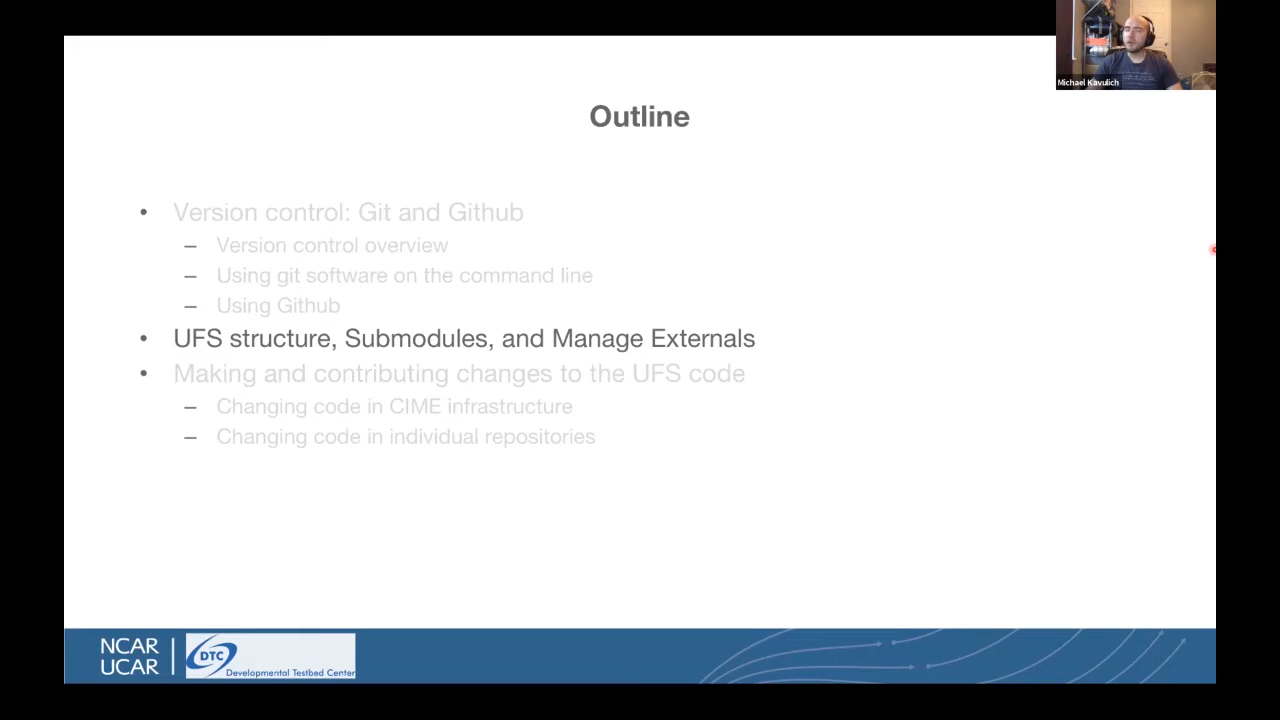 Michael Kavulich
Outline
• Version control: Git and Github
– Version control overview
– Using git software on the command line
– Using Github
• UFS structure, Submodules, and Manage Externals
• Making and contributing changes to the UFS code
– Changing code in CIME infrastructure
– Changing code in individual repositories
NCAR
UCAR
DTC
Developmental Testbed Center